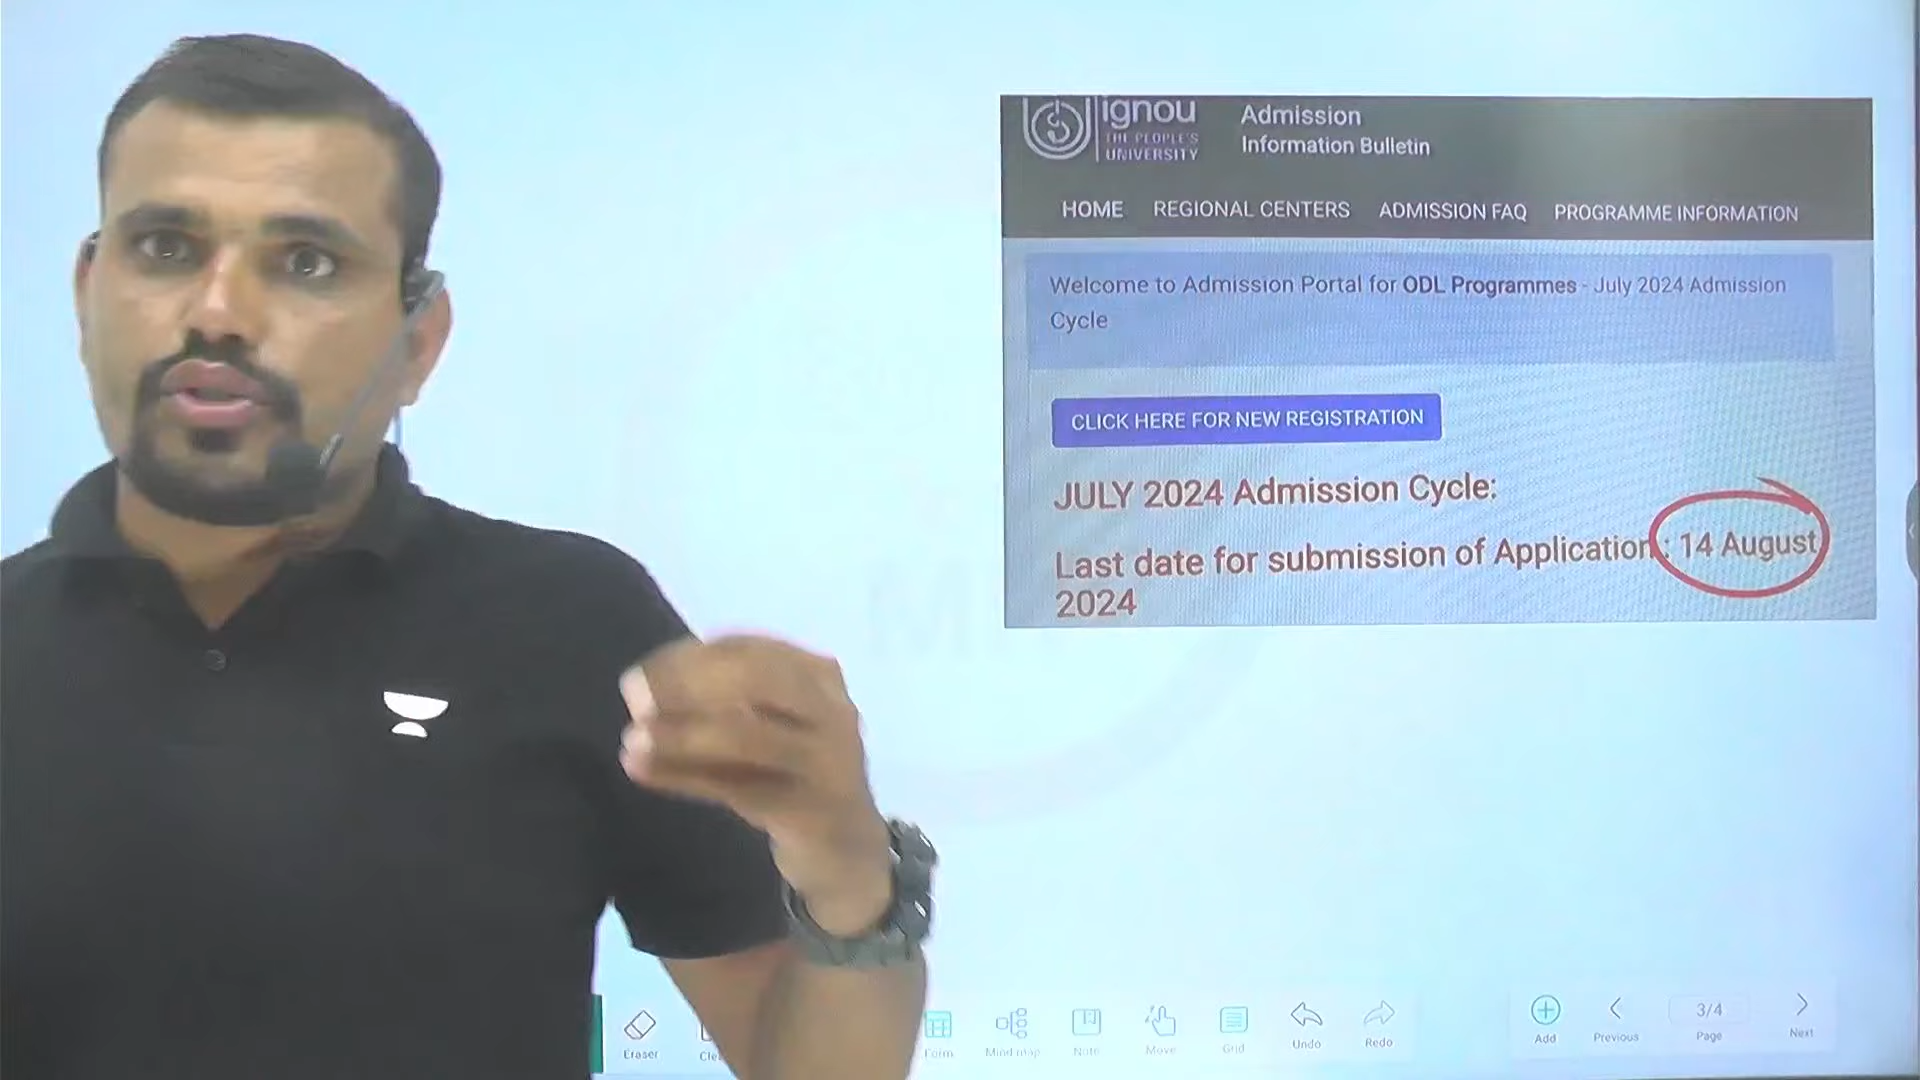 ignou
THE PEOPLE'S
UNIVERSITY
Admission
Information Bulletin
HOME REGIONAL CENTERS ADMISSION FAQ PROGRAMME INFORMATION
Welcome to Admission Portal for ODL Programmes - July 2024 Admission
Cycle
CLICK HERE FOR NEW REGISTRATION
JULY 2024 Admission Cycle:
Last date for submission of Application : 14 August
2024
Eraser
Form
Mind map
Note
Move
Grid
Undo
Redo
Add
Previous
3/4
Page
Next